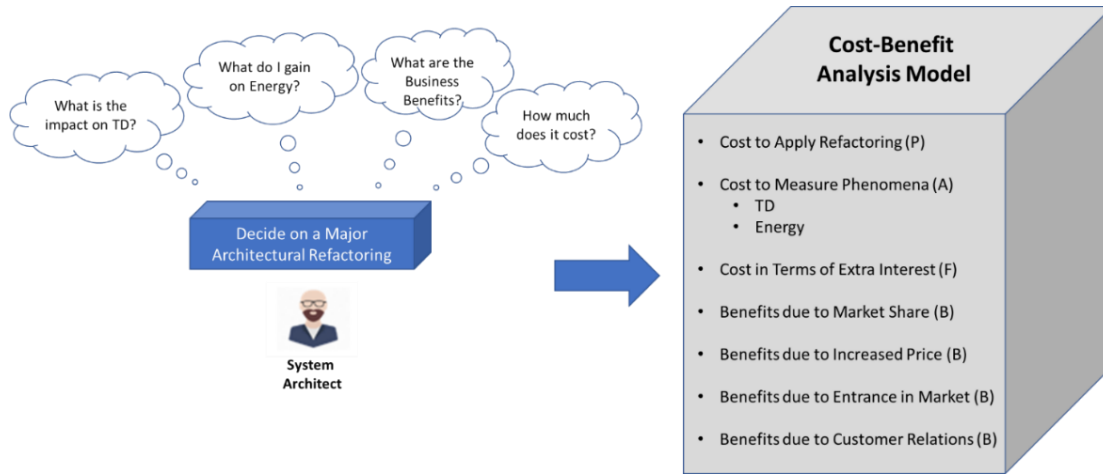 What is the
impact on TD?
What do I gain
on Energy?
What are the
Business
Benefits?
How much
does it cost?
Decide on a Major
Architectural Refactoring
System
Architect
Cost-Benefit
Analysis Model
• Cost to Apply Refactoring (P)
• Cost to Measure Phenomena (A)
• TD
• Energy
• Cost in Terms of Extra Interest (F)
• Benefits due to Market Share (B)
• Benefits due to Increased Price (B)
• Benefits due to Entrance in Market (B)
• Benefits due to Customer Relations (B)